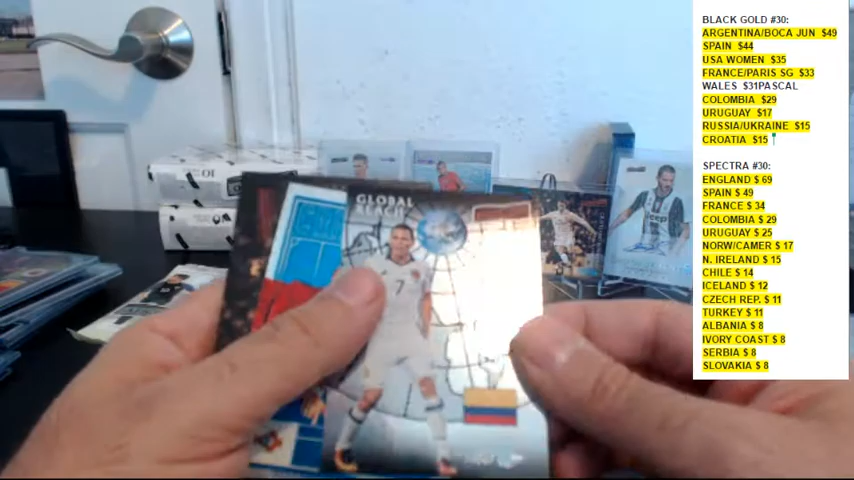 BLACK GOLD #30:
ARGENTINA/BOCA JUN $49
SPAIN $44
USA WOMEN $35
FRANCE/PARIS SG $33
WALES $31PASCAL
COLOMBIA $29
URUGUAY $17
RUSSIA/UKRAINE $15
CROATIA $15
SPECTRA #30:
ENGLAND $ 69
SPAIN $ 49
FRANCE $ 34
COLOMBIA $ 29
URUGUAY $ 25
NORW/CAMER $ 17
N. IRELAND $ 15
CHILE $ 14
ICELAND $ 12
CZECH REP. $ 11
TURKEY $ 11
ALBANIA $ 8
IVORY COAST $ 8
SERBIA $ 8
SLOVAKIA $ 8
GLOBAL
REACH
7
Jeep